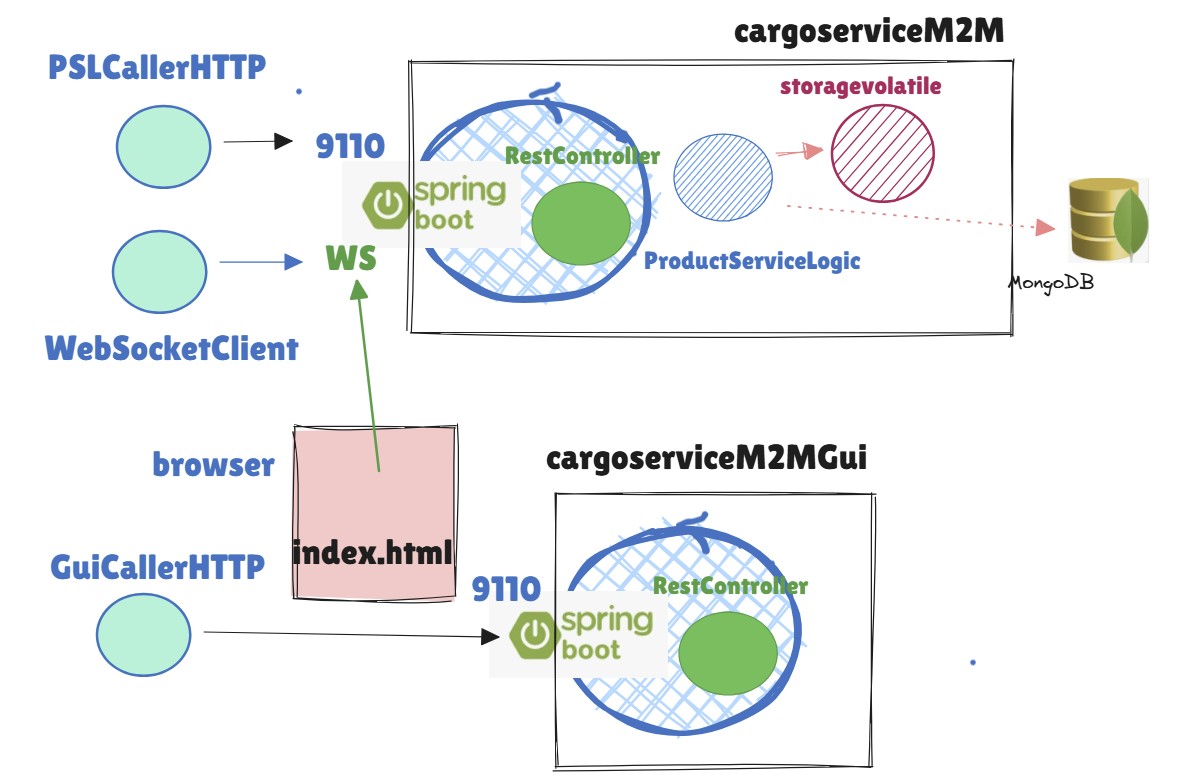 cargoserviceM2M
PSLCallerHTTP
storagevolatile
9110
RestController
spring
boot
WS
ProductServiceLogic
MongoDB
WebSocketClient
browser
cargoserviceM2MGui
index.html
GuiCallerHTTP
9110
RestController
spring
boot